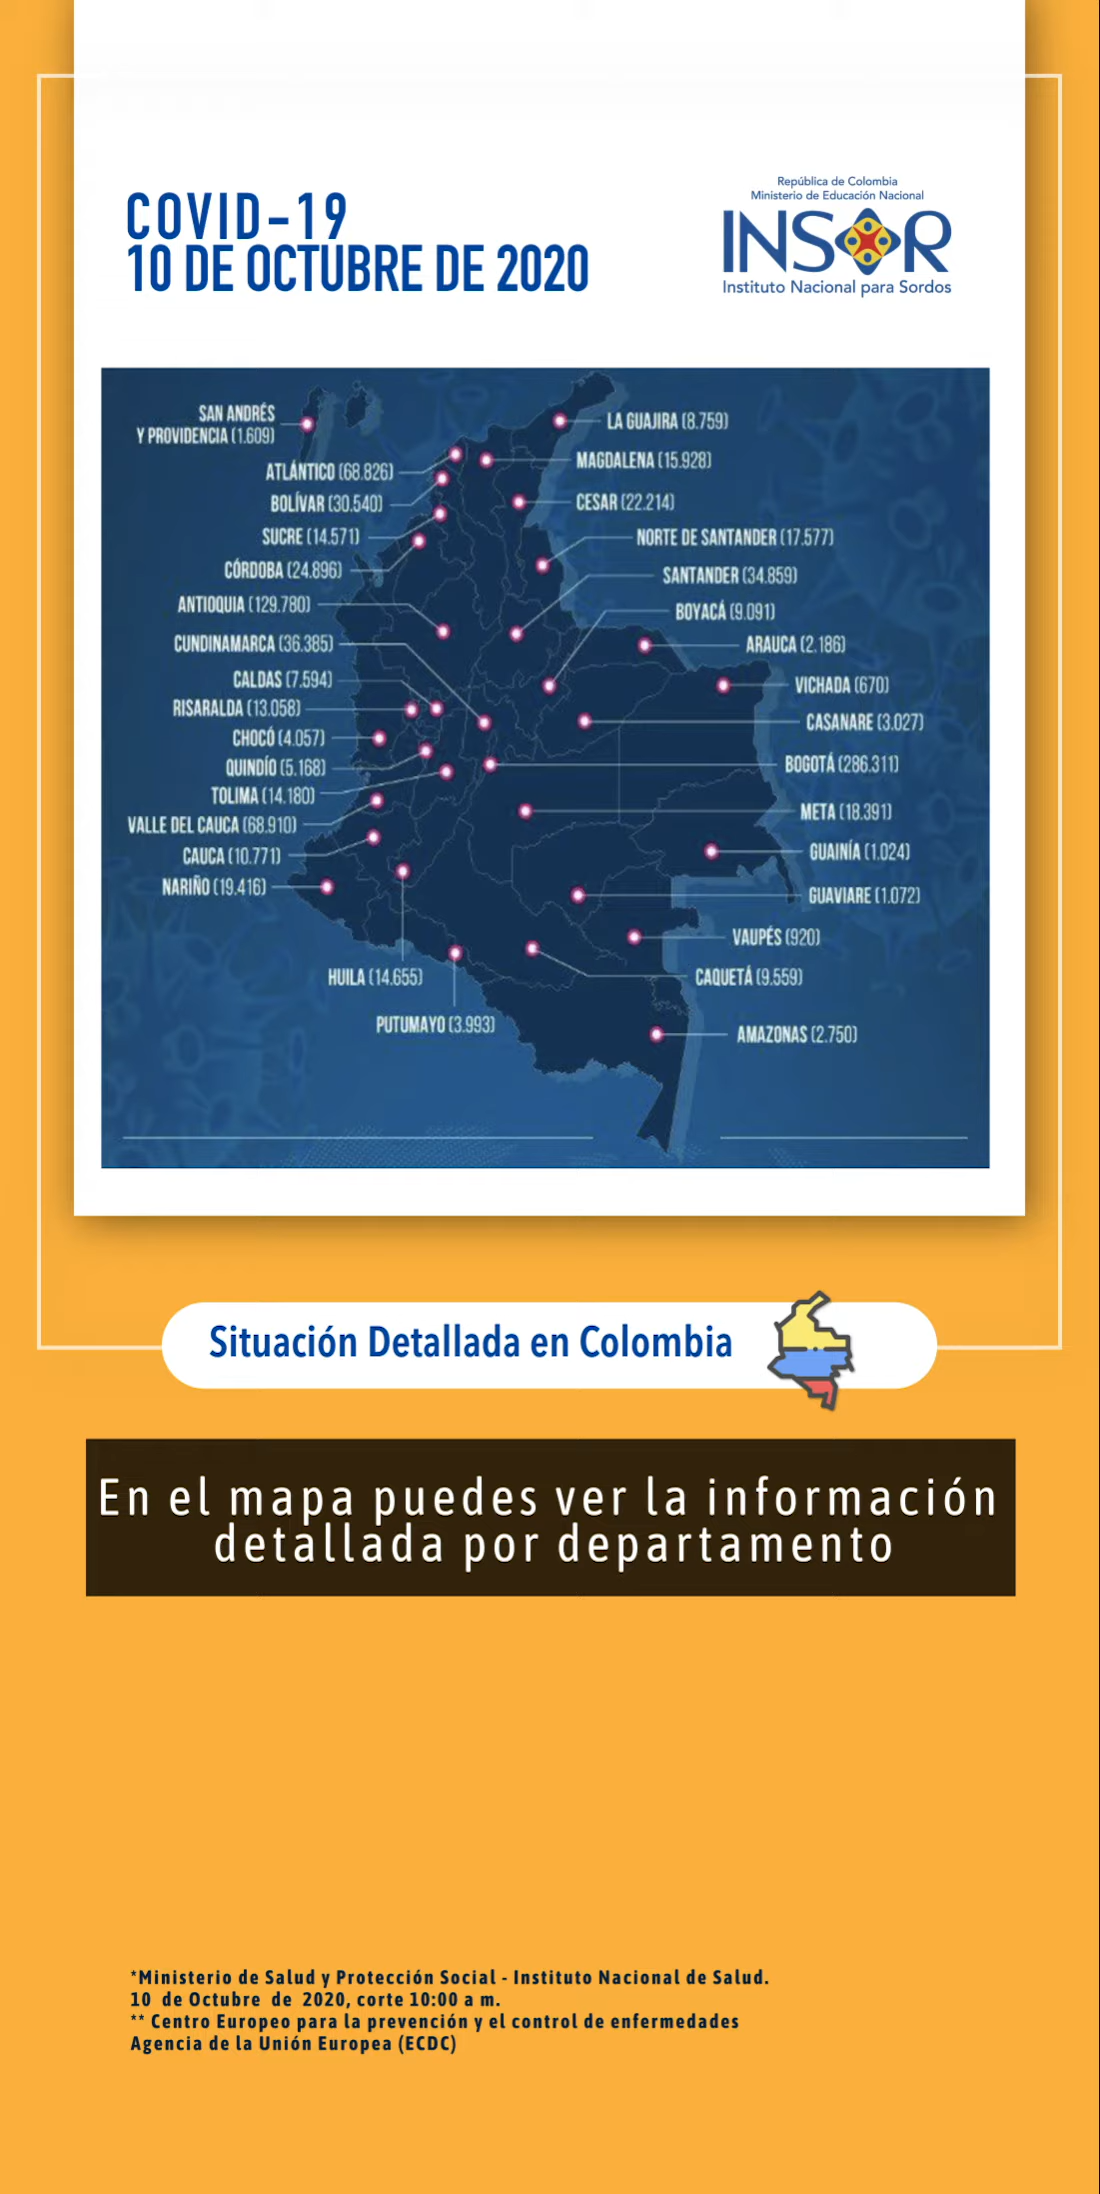 COVID-19
10 DE OCTUBRE DE 2020
República de Colombia
Ministerio de Educación Nacional
INSOR
Instituto Nacional para Sordos
SAN ANDRÉS
Y PROVIDENCIA (1.609)
ATLÁNTICO (68.826)
BOLÍVAR (30.540)
SUCRE (14.571)
CÓRDOBA (24.896)
ANTIOQUIA (129.780)
CUNDINAMARCA (36.385)
CALDAS (7.594)
RISARALDA (13.058)
CHOCÓ (4.057)
QUINDÍO (5.168)
TOLIMA (14.180)
VALLE DEL CAUCA (68.910)
CAUCA (10.771)
NARIÑO (19.416)
HUILA (14.655)
PUTUMAYO (3.993)
LA GUAJIRA (8.759)
MAGDALENA (15.928)
CESAR (22.214)
NORTE DE SANTANDER (17.577)
SANTANDER (34.859)
BOYACÁ (9.091)
ARAUCA (2.186)
VICHADA (670)
CASANARE (3.027)
BOGOTÁ (286.311)
META (18.391)
GUAINÍA (1.024)
GUAVIARE (1.072)
VAUPÉS (920)
CAQUETÁ (9.559)
AMAZONAS (2.750)
Situación Detallada en Colombia
En el mapa puedes ver la información
detallada por departamento
*Ministerio de Salud y Protección Social - Instituto Nacional de Salud.
10 de Octubre de 2020, corte 10:00 a m.
** Centro Europeo para la prevención y el control de enfermedades
Agencia de la Unión Europea (ECDC)